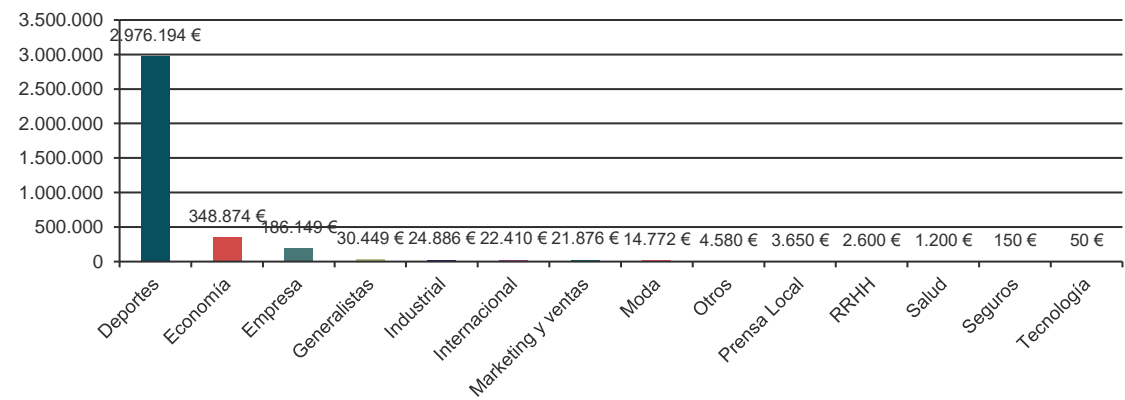 3.500.000
3.000.000
2.500.000
2.000.000
1.500.000
1.000.000
500.000
0
2.976.194 €
348.874 €
186.149 €
30.449 €
24.886 €
22.410 €
21.876 €
14.772 €
4.580 €
3.650 €
2.600 €
1.200 €
150 €
50 €
Deportes
Economía
Empresa
Generalistas
Industrial
Internacional
Marketing y ventas
Moda
Otros
Prensa Local
RRHH
Salud
Seguros
Tecnología